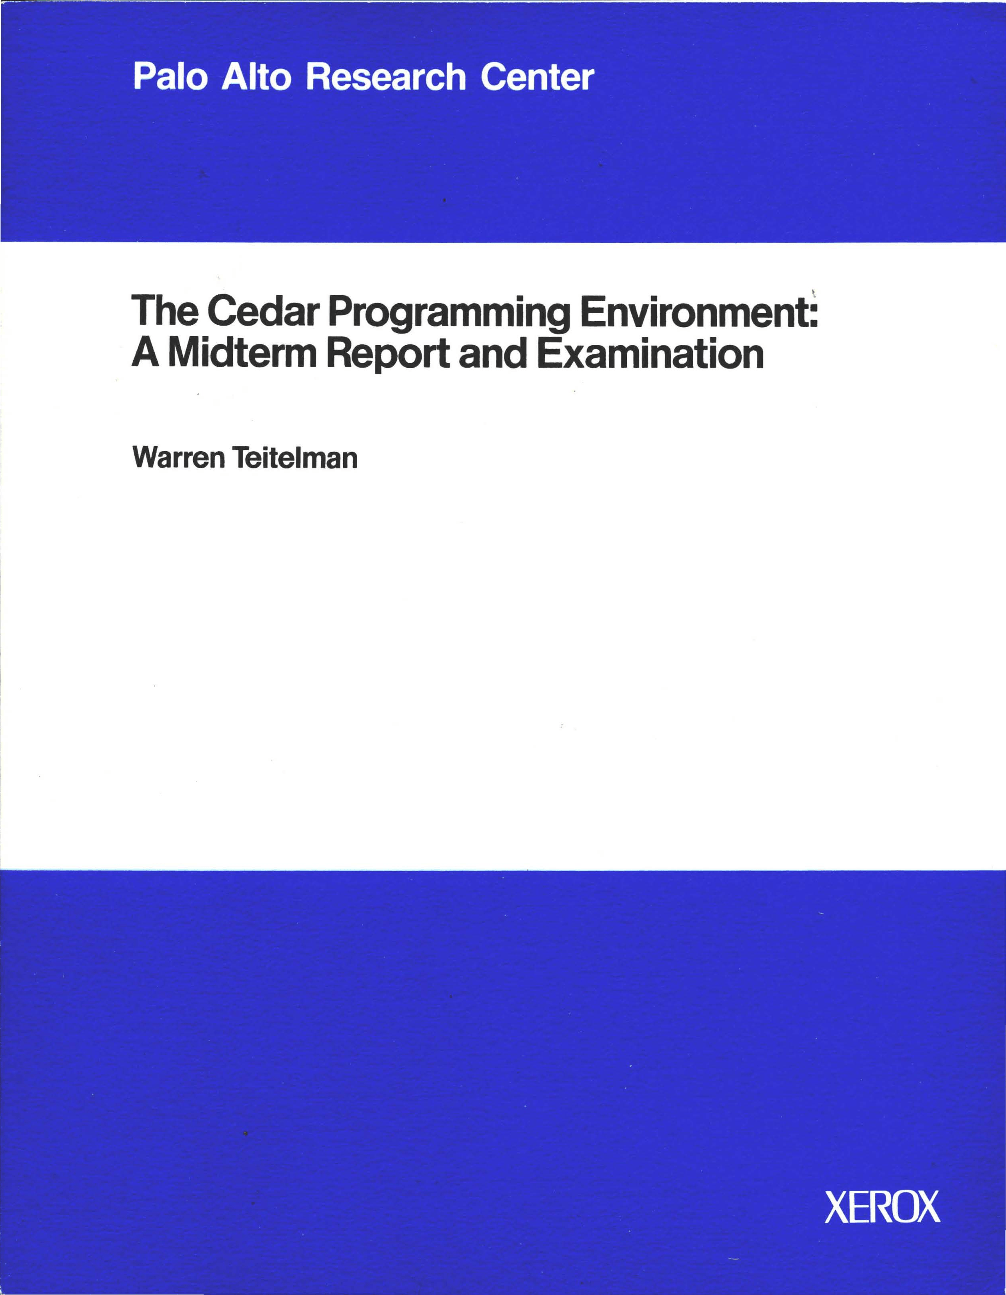 Palo Alto Research Center
The Cedar Programming Environment:
A Midterm Report and Examination
Warren Teitelman
XEROX